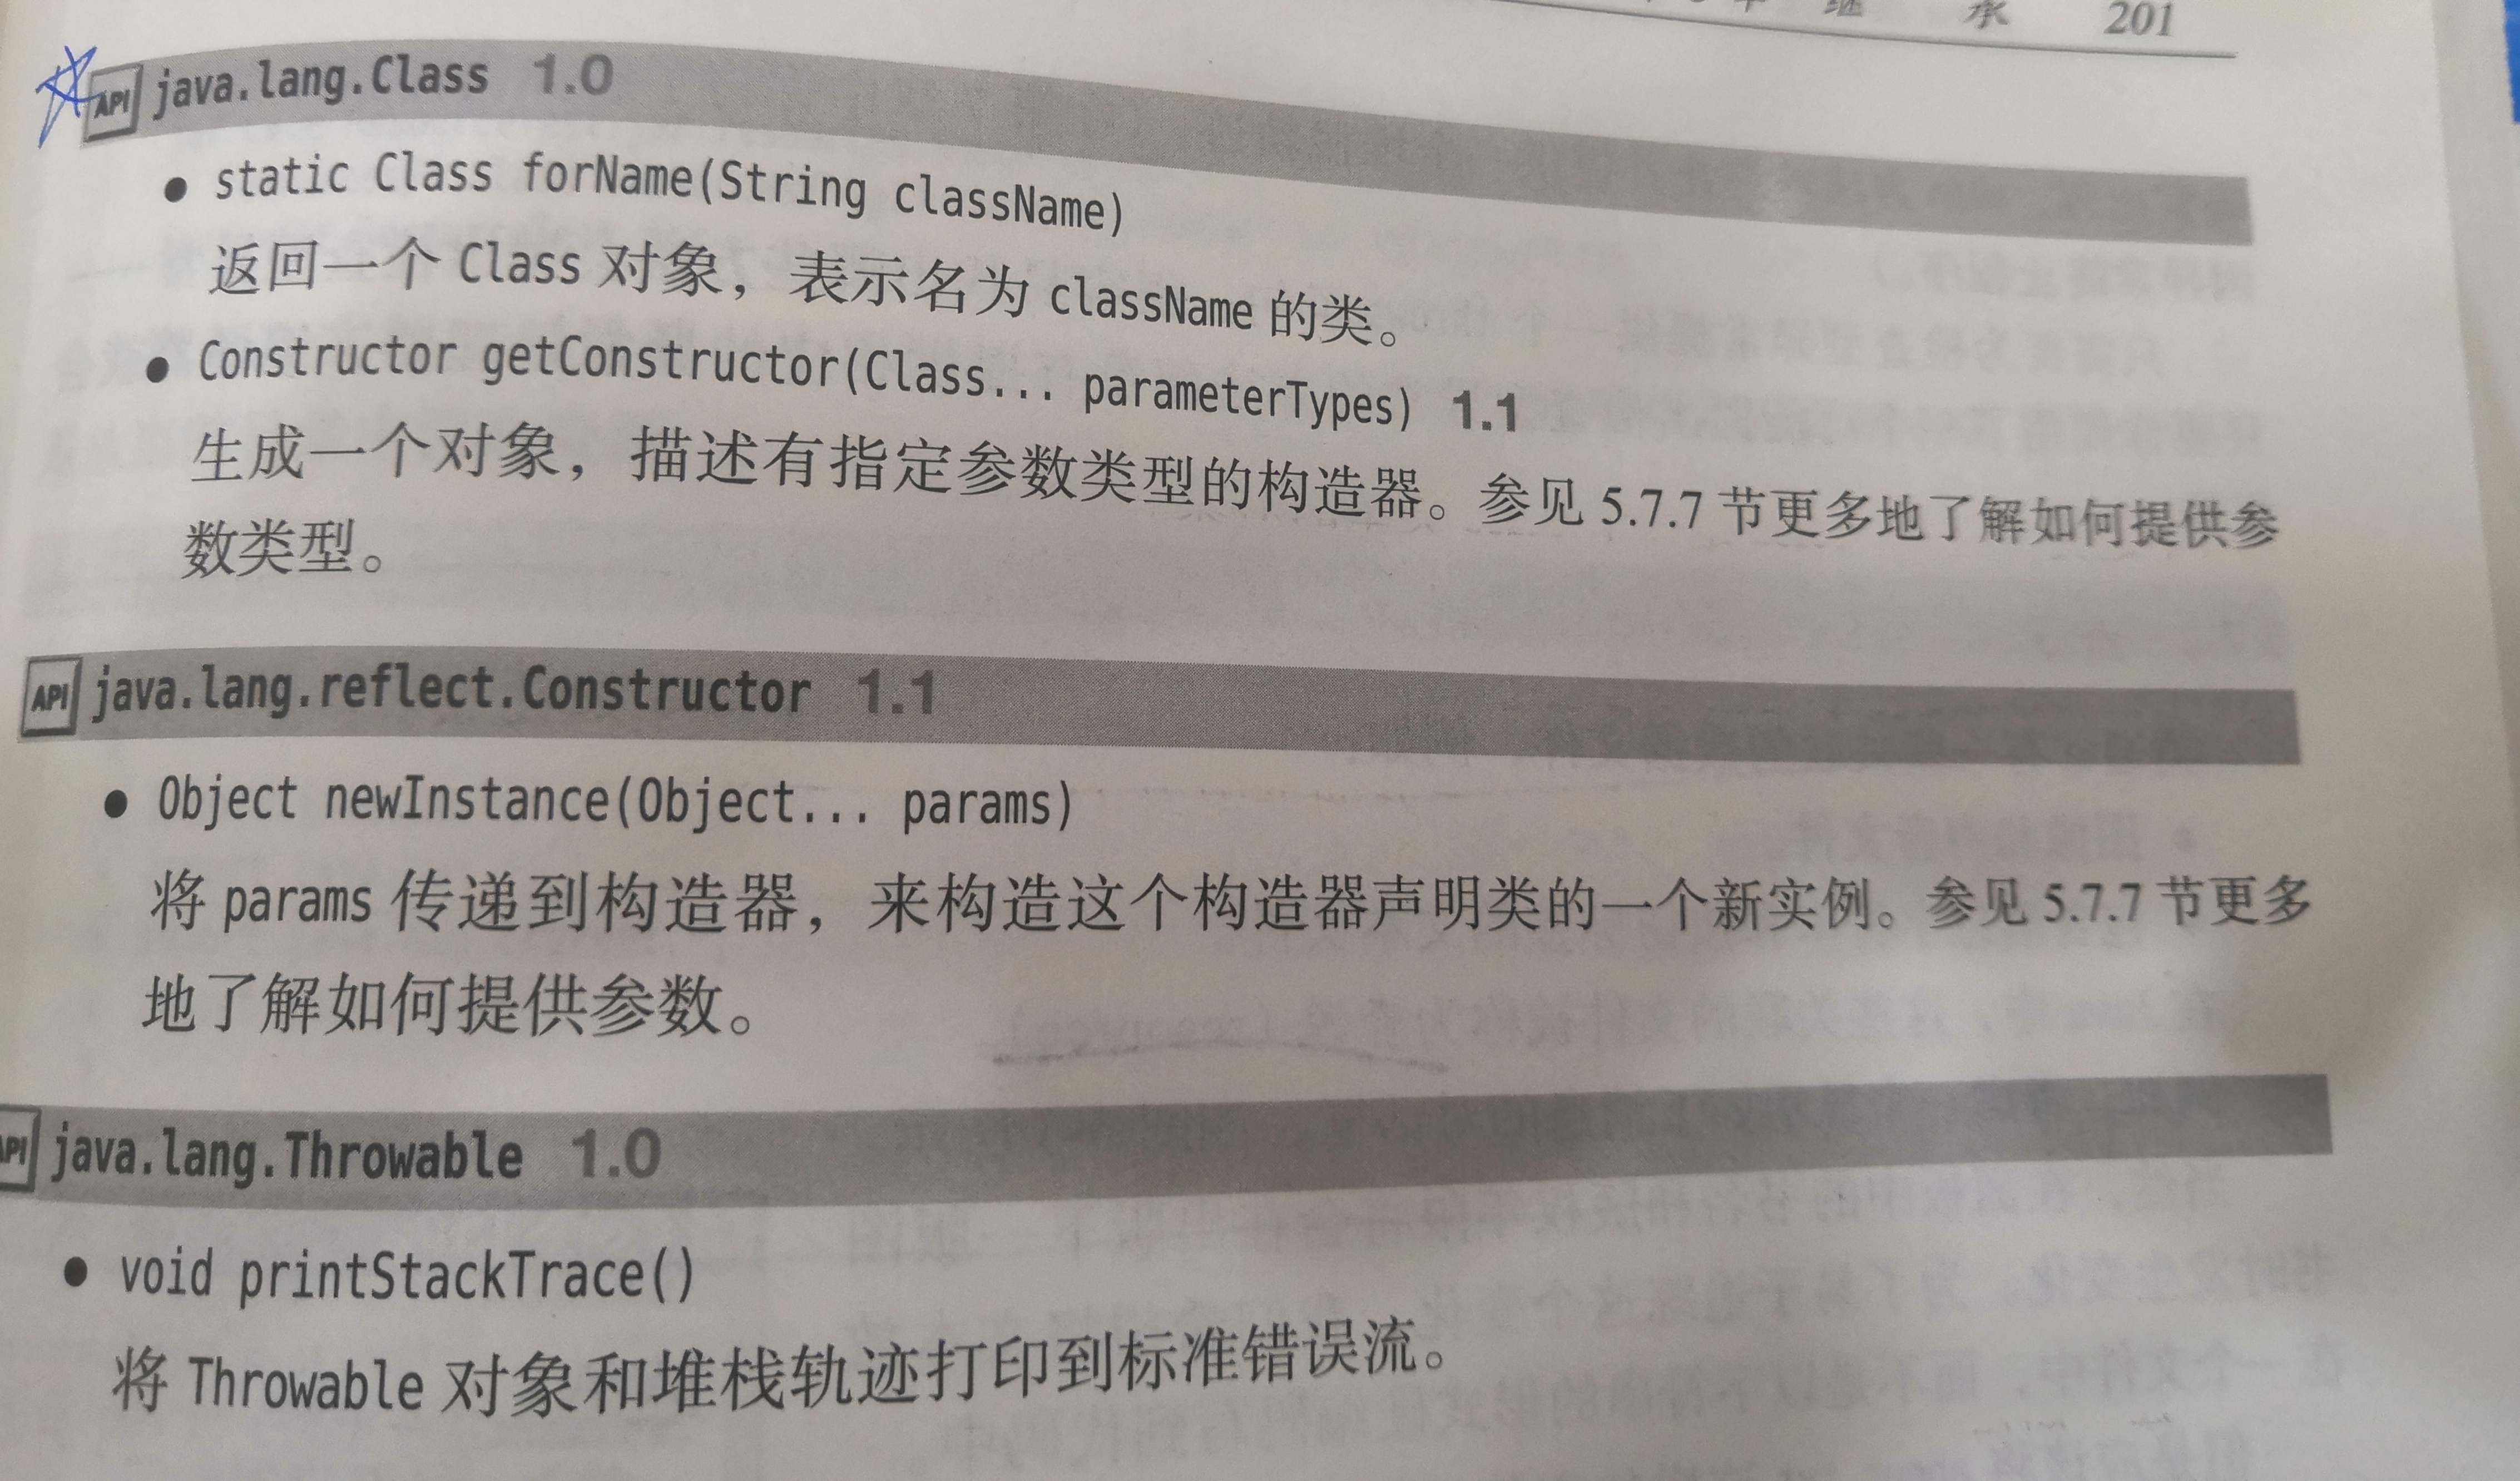 继 承 201
API java.lang.Class 1.0
• static Class forName(String className)
返回一个 Class 对象，表示名为 className 的类。
• Constructor getConstructor(Class... parameterTypes) 1.1
生成一个对象，描述有指定参数类型的构造器。参见 5.7.7 节更多地了解如何提供参
数类型。
API java.lang.reflect.Constructor 1.1
• Object newInstance(Object... params)
将 params 传递到构造器，来构造这个构造器声明类的一个新实例。参见 5.7.7 节更多
地了解如何提供参数。
API java.lang.Throwable 1.0
• void printStackTrace()
将 Throwable 对象和堆栈轨迹打印到标准错误流。